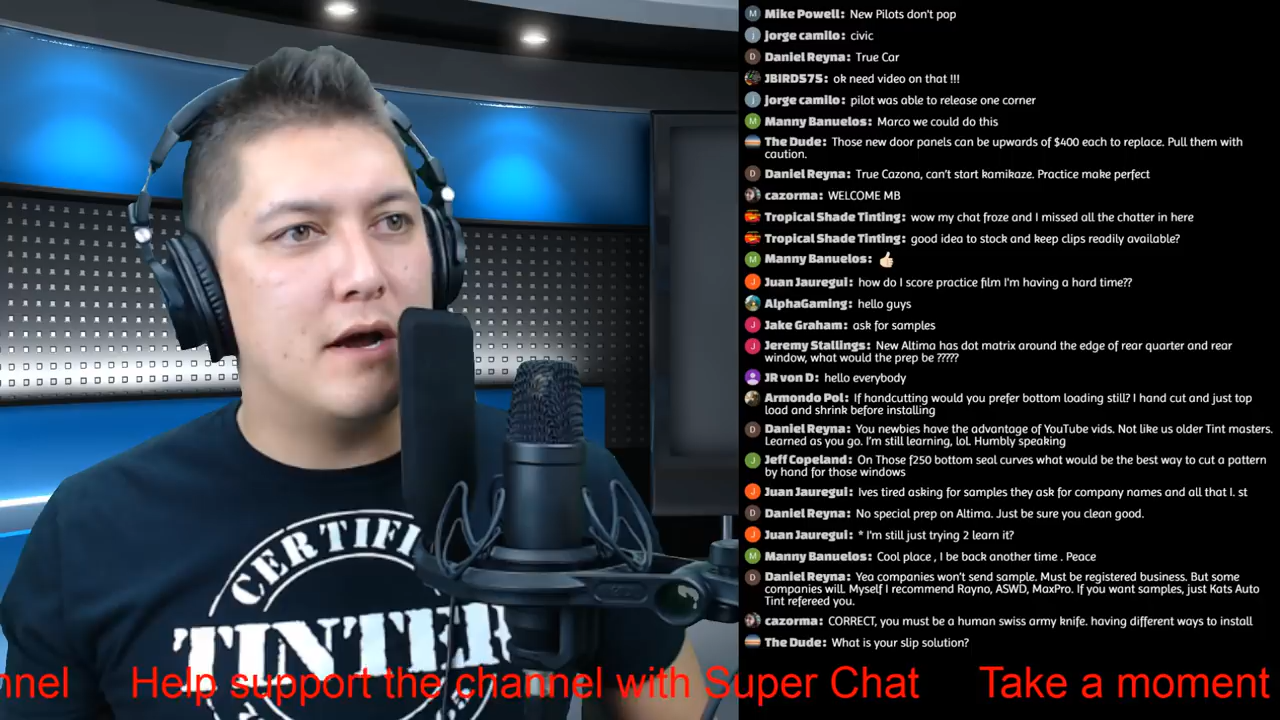 Mike Powell: New Pilots don't pop
jorge camilo: civic
Daniel Reyna: True Car
JBIRD575: ok need video on that !!!
jorge camilo: pilot was able to release one corner
Manny Banuelos: Marco we could do this
The Dude: Those new door panels can be upwards of $400 each to replace. Pull them with
caution.
Daniel Reyna: True Cazona, can't start kamikaze. Practice make perfect
cazorma: WELCOME MB
Tropical Shade Tinting: wow my chat froze and I missed all the chatter in here
Tropical Shade Tinting: good idea to stock and keep clips readily available?
Manny Banuelos: 👍🏻
Juan Jauregui: how do I score practice film I'm having a hard time??
AlphaGaming: hello guys
Jake Graham: ask for samples
Jeremy Stallings: New Altima has dot matrix around the edge of rear quarter and rear
window, what would the prep be ?????
JR von D: hello everybody
Armondo Pol: If handcutting would you prefer bottom loading still? I hand cut and just top
load and shrink before installing
Daniel Reyna: You newbies have the advantage of YouTube vids. Not like us older Tint masters.
Learned as you go. I'm still learning, lol. Humbly speaking
Jeff Copeland: On Those f250 bottom seal curves what would be the best way to cut a pattern
by hand for those windows
Juan Jauregui: Ives tired asking for samples they ask for company names and all that I. st
Daniel Reyna: No special prep on Altima. Just be sure you clean good.
Juan Jauregui: * I'm still just trying 2 learn it?
Manny Banuelos: Cool place , I be back another time . Peace
Daniel Reyna: Yea companies won't send sample. Must be registered business. But some
companies will. Myself I recommend Rayno, ASWD, MaxPro. If you want samples, just Kats Auto
Tint refereed you.
cazorma: CORRECT, you must be a human swiss army knife. having different ways to install
The Dude: What is your slip solution?
CERTIFI
TINTER
nnel Help support the channel with Super Chat Take a moment